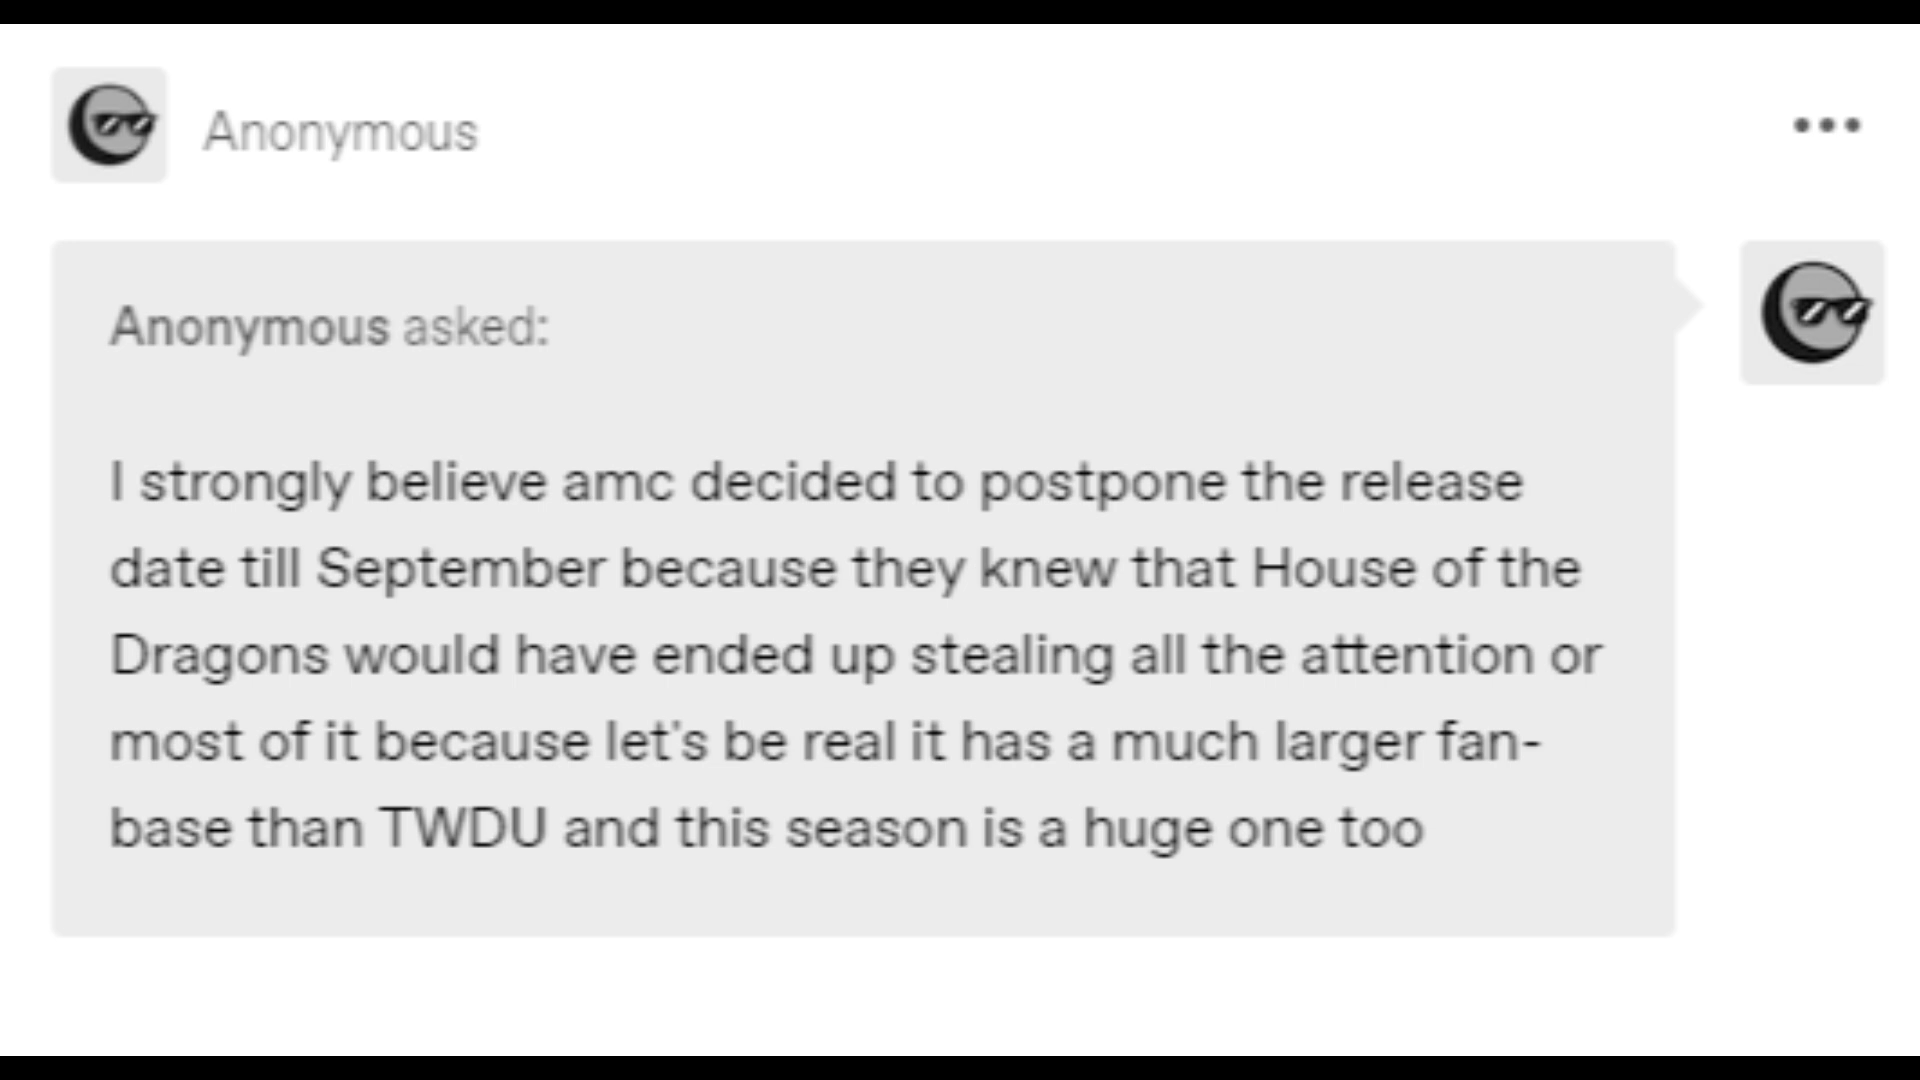 Anonymous
Anonymous asked:
I strongly believe amc decided to postpone the release
date till September because they knew that House of the
Dragons would have ended up stealing all the attention or
most of it because let's be real it has a much larger fan-
base than TWDU and this season is a huge one too